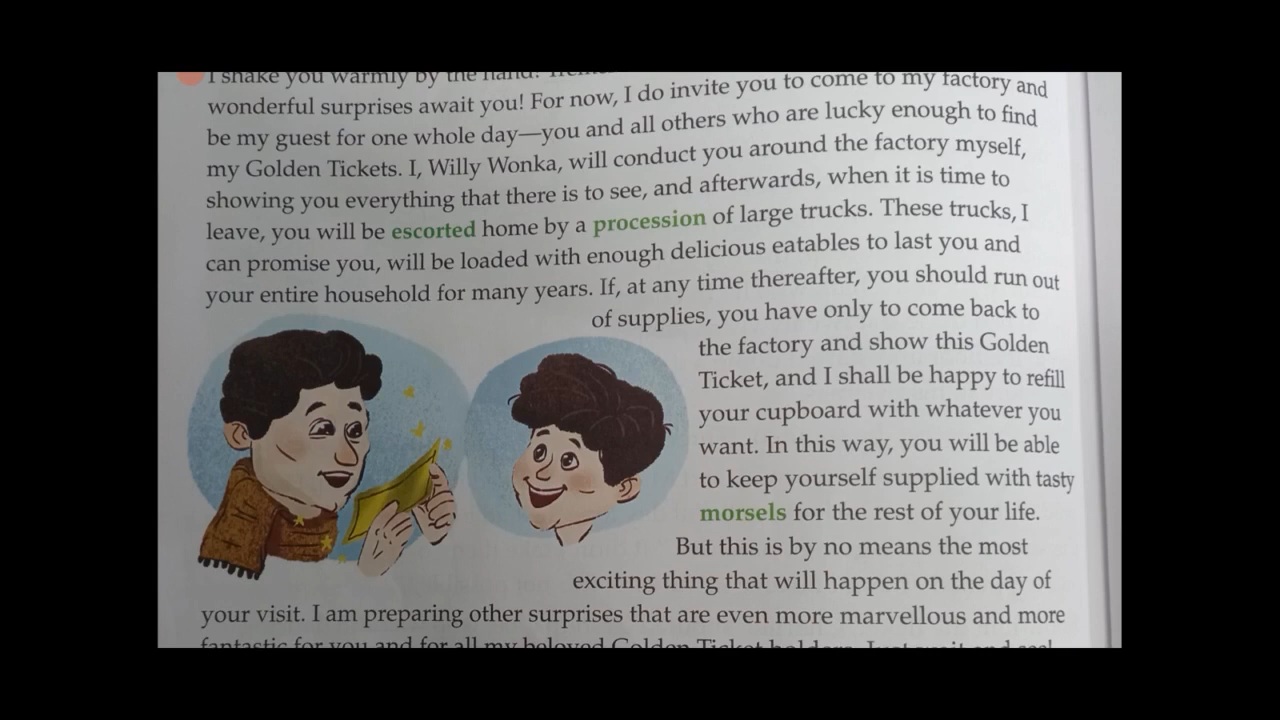 I shake you warmly by the hand!
wonderful surprises await you! For now, I do invite you to come to my factory and
be my guest for one whole day—you and all others who are lucky enough to find
my Golden Tickets. I, Willy Wonka, will conduct you around the factory myself,
showing you everything that there is to see, and afterwards, when it is time to
leave, you will be escorted home by a procession of large trucks. These trucks, I
can promise you, will be loaded with enough delicious eatables to last you and
your entire household for many years. If, at any time thereafter, you should run out
of supplies, you have only to come back to
the factory and show this Golden
Ticket, and I shall be happy to refill
your cupboard with whatever you
want. In this way, you will be able
to keep yourself supplied with tasty
morsels for the rest of your life.
But this is by no means the most
exciting thing that will happen on the day of
your visit. I am preparing other surprises that are even more marvellous and more
fantastic for you and for all my beloved Golden Ticket holders. Just wait and see!